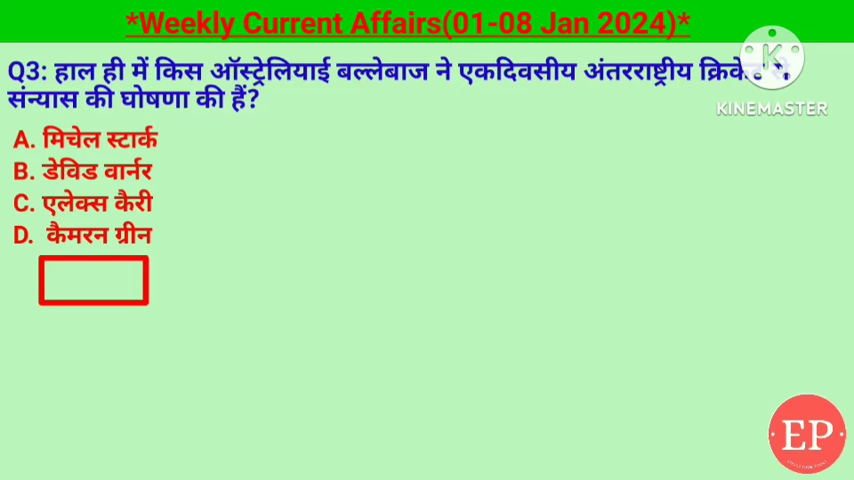 *Weekly Current Affairs(01-08 Jan 2024)*
Q3: हाल ही में किस ऑस्ट्रेलियाई बल्लेबाज ने एकदिवसीय अंतरराष्ट्रीय क्रिकेट से
संन्यास की घोषणा की हैं?
KINEMASTER
A. मिचेल स्टार्क
B. डेविड वार्नर
C. एलेक्स कैरी
D. कैमरन ग्रीन
EP